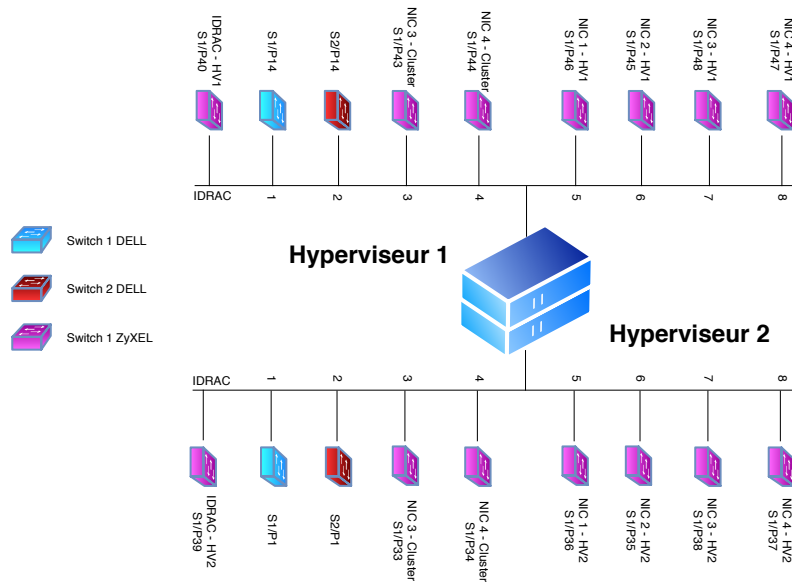 IDRAC - HV1
S1/P40
S1/P14
S2/P14
NIC 3 - Cluster
S1/P43
NIC 4 - Cluster
S1/P44
NIC 1 - HV1
S1/P46
NIC 2 - HV1
S1/P45
NIC 3 - HV1
S1/P48
NIC 4 - HV1
S1/P47
IDRAC
1
2
3
4
5
6
7
8
Switch 1 DELL
Switch 2 DELL
Switch 1 ZyXEL
Hyperviseur 1
Hyperviseur 2
IDRAC
1
2
3
4
5
6
7
8
IDRAC - HV2
S1/P39
S1/P1
S2/P1
NIC 3 - Cluster
S1/P33
NIC 4 - Cluster
S1/P34
NIC 1 - HV2
S1/P36
NIC 2 - HV2
S1/P35
NIC 3 - HV2
S1/P38
NIC 4 - HV2
S1/P37